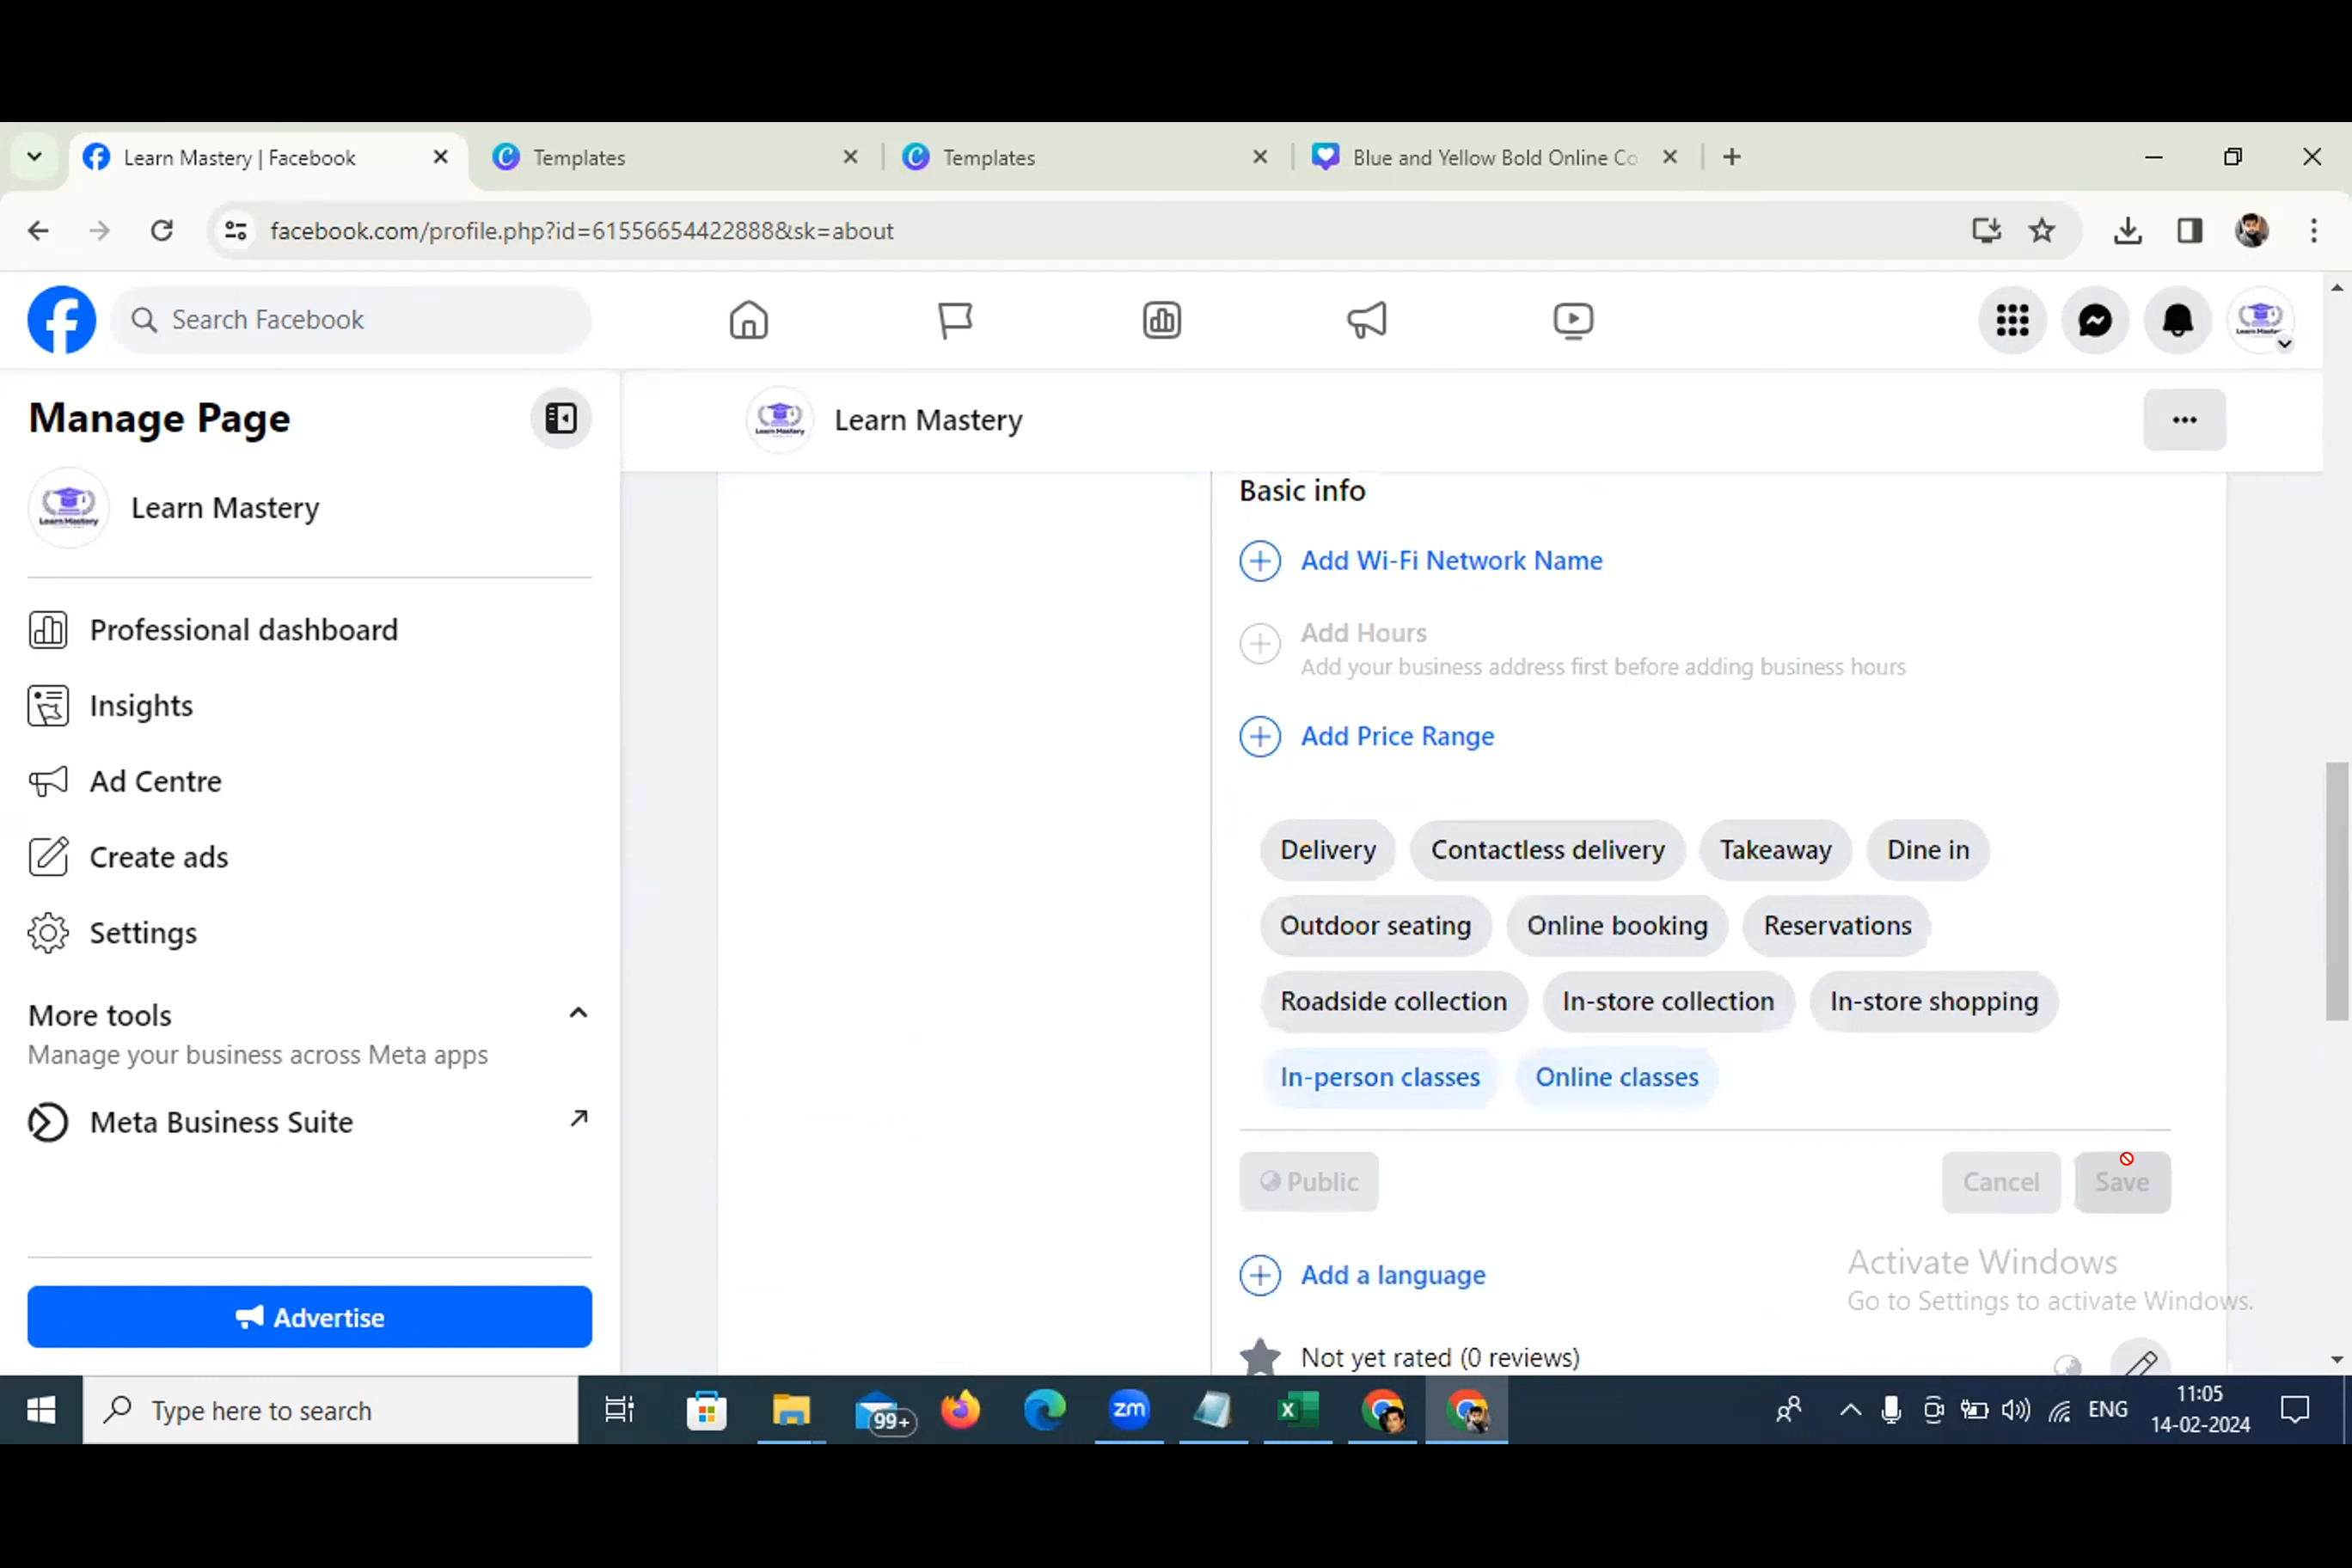 Learn Mastery | Facebook
Templates
Templates
Blue and Yellow Bold Online Co
facebook.com/profile.php?id=61556654422888&sk=about
Search Facebook
Manage Page
Learn Mastery
Learn Mastery
Learn Mastery
Learn Mastery
Professional dashboard
Insights
Ad Centre
Create ads
Settings
More tools
Manage your business across Meta apps
Meta Business Suite
Advertise
Basic info
Add Wi-Fi Network Name
Add Hours
Add your business address first before adding business hours
Add Price Range
Delivery Contactless delivery Takeaway Dine in
Outdoor seating Online booking Reservations
Roadside collection In-store collection In-store shopping
In-person classes Online classes
Public Cancel Save
Add a language
Not yet rated (0 reviews)
Activate Windows
Go to Settings to activate Windows.
Type here to search
99+
zm
ENG
11:05
14-02-2024